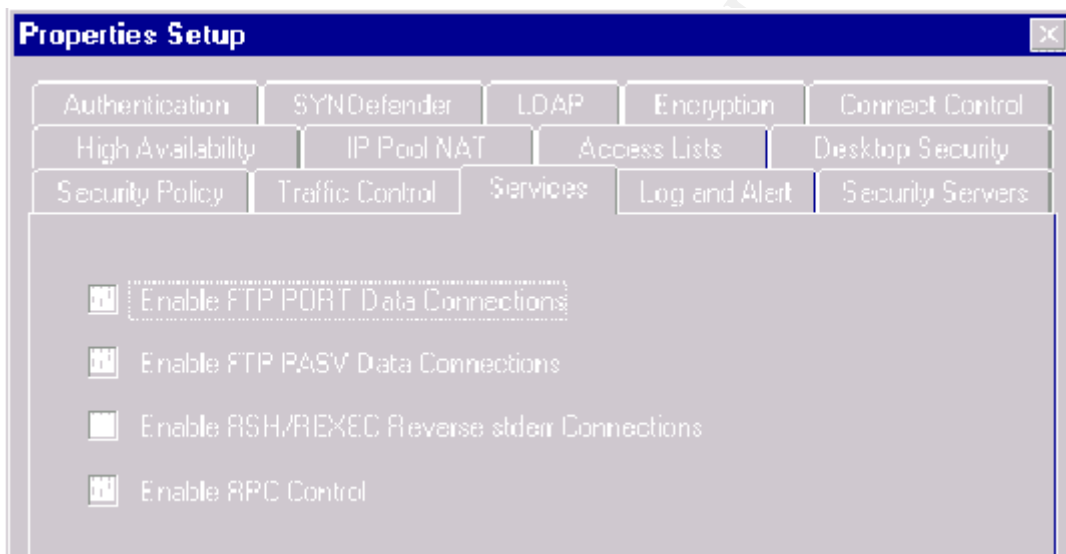 Properties Setup
Authentication SYNDefender LDAP Encryption Connect Control
High Availability IP Pool NAT Access Lists Desktop Security
Security Policy Traffic Control Services Log and Alert Security Servers
Enable FTP PORT Data Connections
Enable FTP PASV Data Connections
Enable RSH/REXEC Reverse stderr Connections
Enable RPC Control